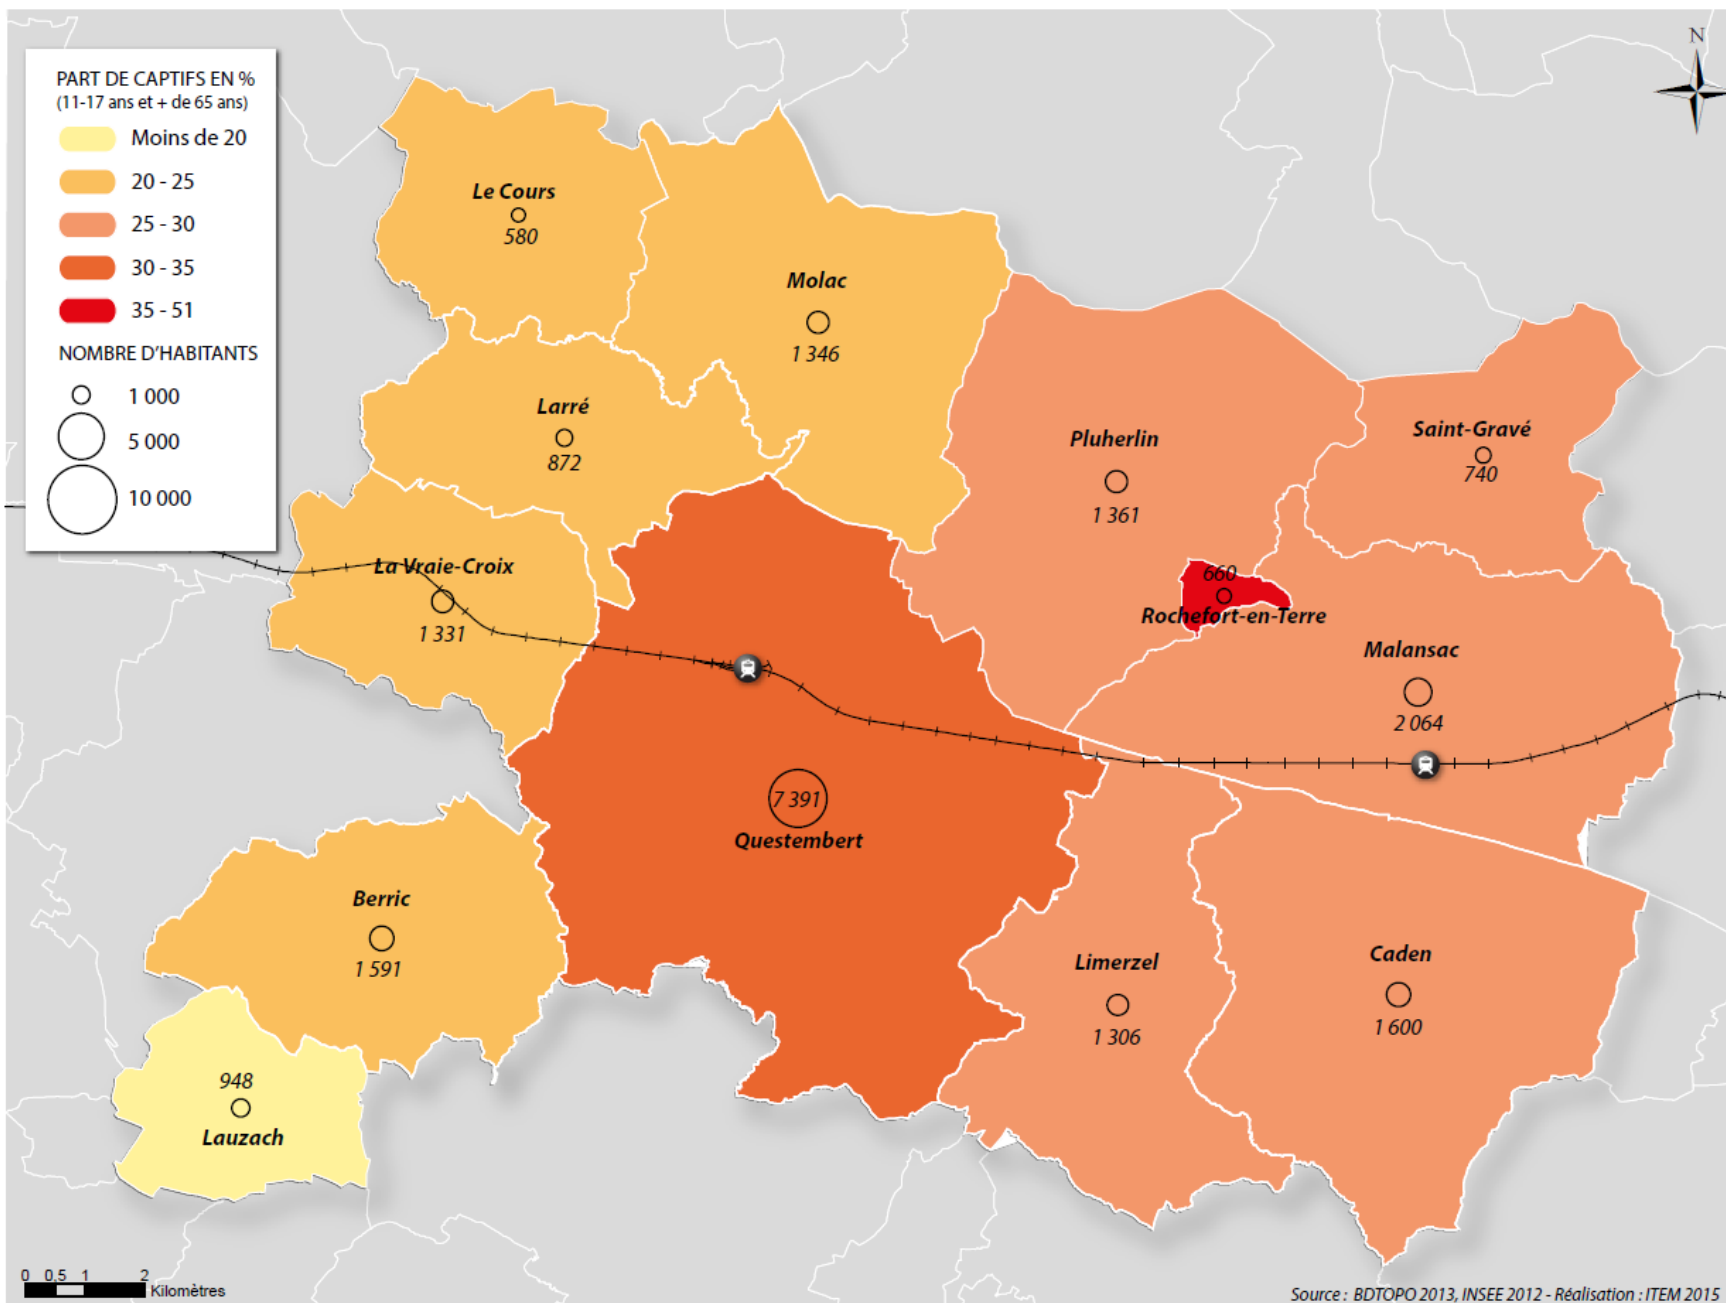 N
PART DE CAPTIFS EN %
(11-17 ans et + de 65 ans)
Moins de 20
20 - 25
25 - 30
30 - 35
35 - 51
NOMBRE D'HABITANTS
1 000
5 000
10 000
Le Cours
580
Molac
1 346
Larré
872
Pluherlin
1 361
Saint-Gravé
740
La Vraie-Croix
1 331
660
Rochefort-en-Terre
Malansac
2 064
7 391
Questembert
Berric
1 591
Limerzel
1 306
Caden
1 600
948
Lauzach
0 0,5 1 2
Kilomètres
Source : BDTOPO 2013, INSEE 2012 - Réalisation : ITEM 2015